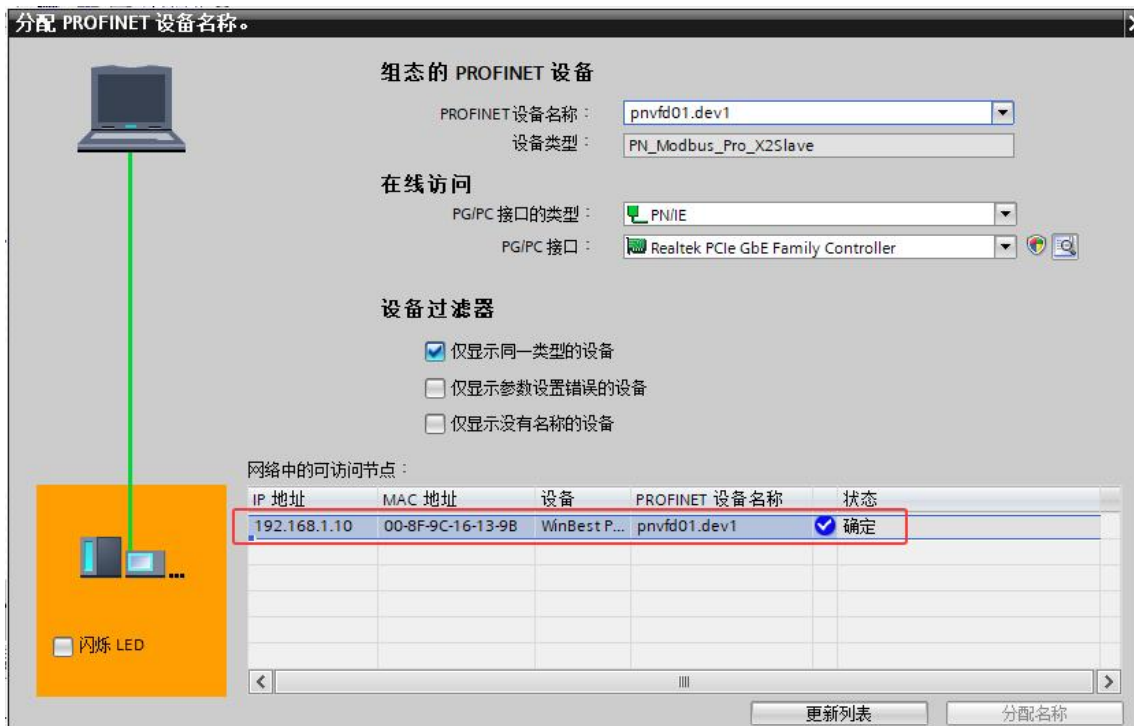 分配 PROFINET 设备名称。
组态的 PROFINET 设备
PROFINET设备名称： pnvfd01.dev1
设备类型： PN_Modbus_Pro_X2Slave
在线访问
PG/PC 接口的类型： PN/IE
PG/PC 接口： Realtek PCIe GbE Family Controller
设备过滤器
仅显示同一类型的设备
仅显示参数设置错误的设备
仅显示没有名称的设备
网络中的可访问节点：
IP 地址 MAC 地址 设备 PROFINET 设备名称 状态
192.168.1.10 00-8F-9C-16-13-9B WinBest P... pnvfd01.dev1 确定
闪烁 LED
更新列表 分配名称